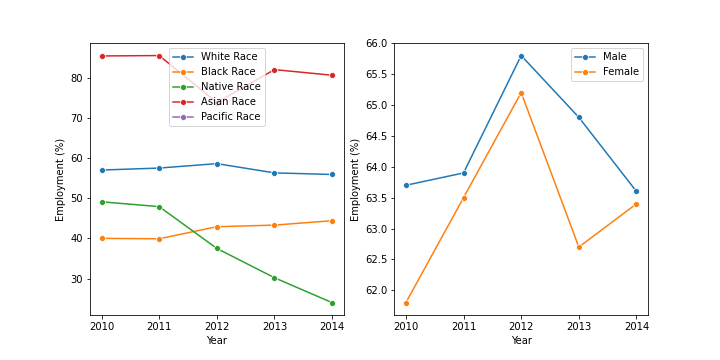 White Race
Black Race
Native Race
Asian Race
Pacific Race
80
70
60
50
40
30
Employment (%)
2010 2011 2012 2013 2014
Year
Male
Female
66.0
65.5
65.0
64.5
64.0
63.5
63.0
62.5
62.0
Employment (%)
2010 2011 2012 2013 2014
Year